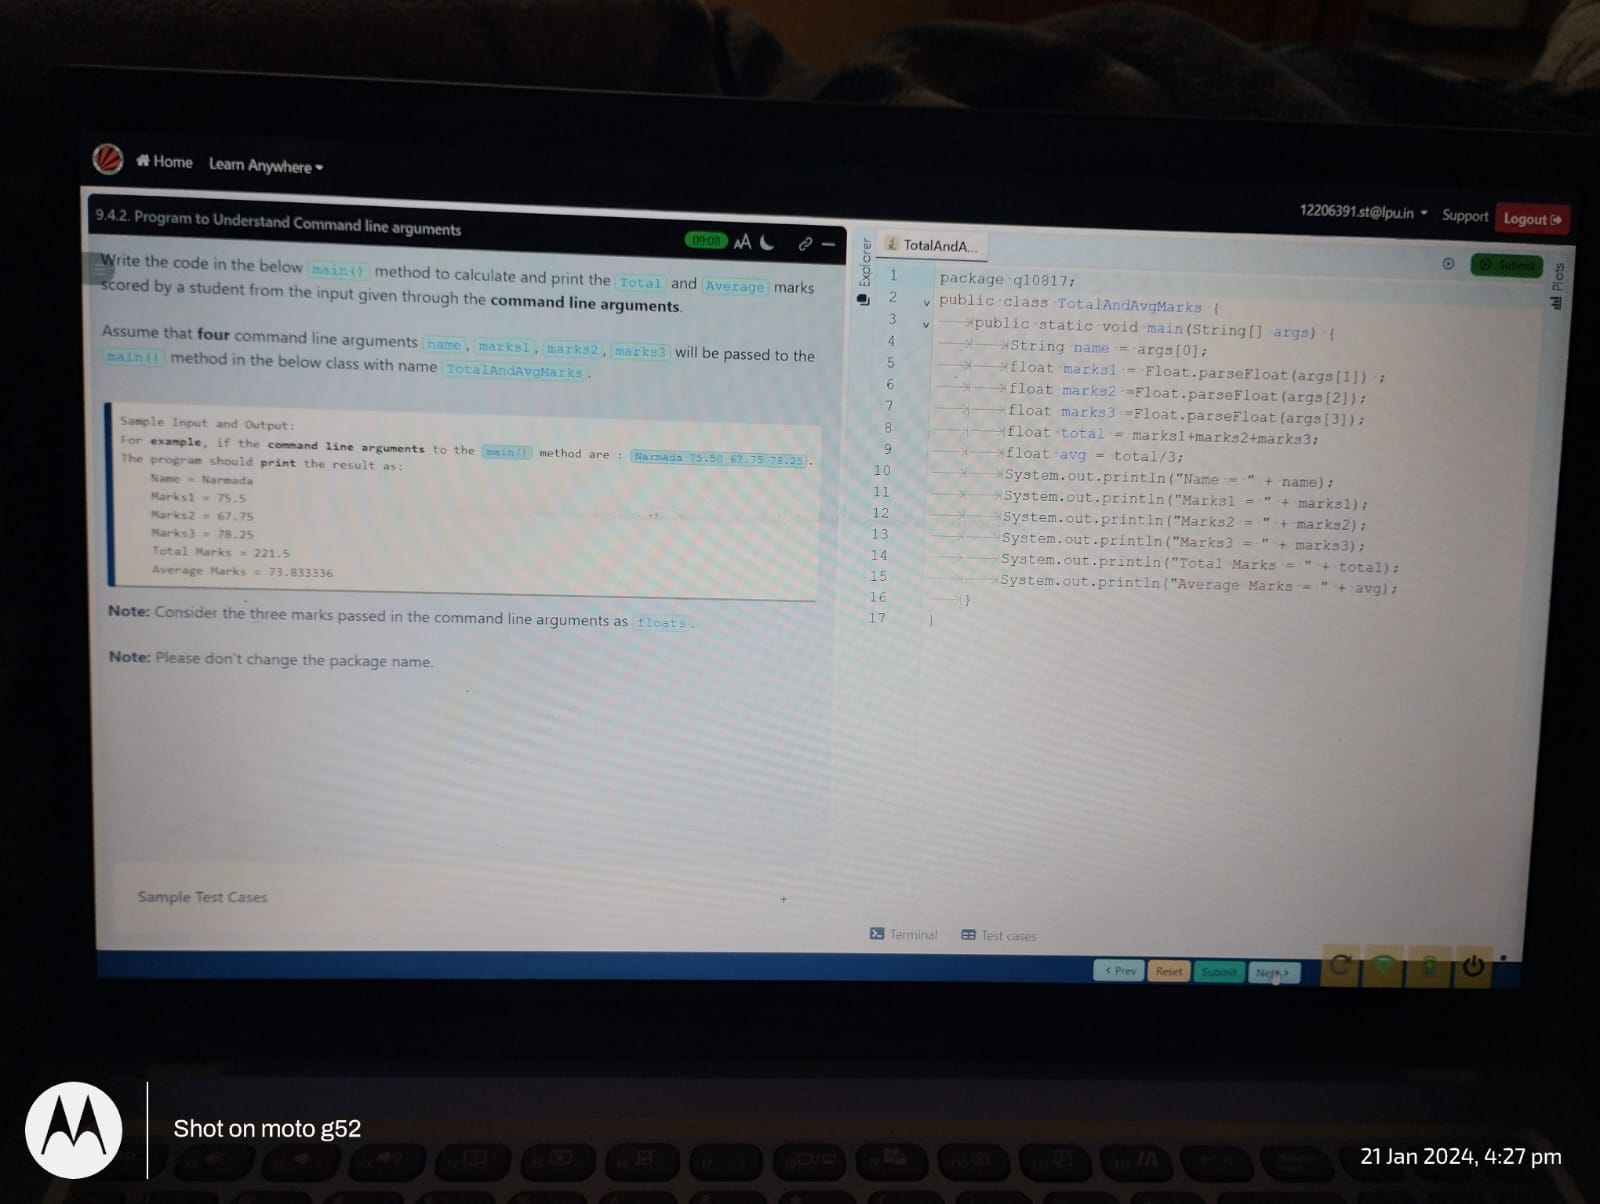 Home Learn Anywhere
12206391.st@lpu.in Support Logout
9.4.2. Program to Understand Command line arguments
09:08 AA
Write the code in the below main() method to calculate and print the Total and Average marks
scored by a student from the input given through the command line arguments.
Assume that four command line arguments name, marks1, marks2, marks3 will be passed to the
main() method in the below class with name TotalAndAvgMarks.
Sample Input and Output:
For example, if the command line arguments to the main() method are : Narmada 75.50 67.75 78.25.
The program should print the result as:
Name = Narmada
Marks1 = 75.5
Marks2 = 67.75
Marks3 = 78.25
Total Marks = 221.5
Average Marks = 73.833336
Note: Consider the three marks passed in the command line arguments as floats.
Note: Please don't change the package name.
Sample Test Cases
+
Explorer
TotalAndA...
Submit
Plots
1 package q10817;
2 public class TotalAndAvgMarks {
3 public static void main(String[] args) {
4 String name = args[0];
5 float marks1 = Float.parseFloat(args[1]) ;
6 float marks2 =Float.parseFloat(args[2]);
7 float marks3 =Float.parseFloat(args[3]);
8 float total = marks1+marks2+marks3;
9 float avg = total/3;
10 System.out.println("Name = " + name);
11 System.out.println("Marks1 = " + marks1);
12 System.out.println("Marks2 = " + marks2);
13 System.out.println("Marks3 = " + marks3);
14 System.out.println("Total Marks = " + total);
15 System.out.println("Average Marks = " + avg);
16 }
17 }
Terminal Test cases
< Prev Reset Submit Next >
Shot on moto g52
21 Jan 2024, 4:27 pm